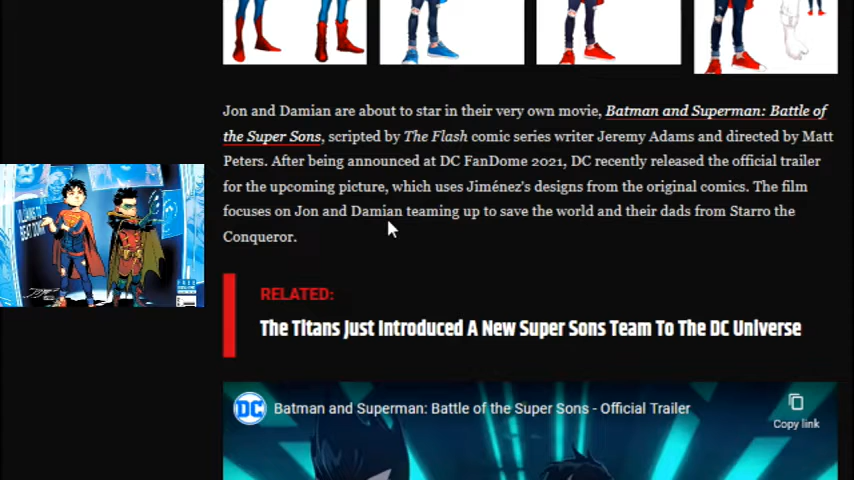 Jon and Damian are about to star in their very own movie, Batman and Superman: Battle of
the Super Sons, scripted by The Flash comic series writer Jeremy Adams and directed by Matt
Peters. After being announced at DC FanDome 2021, DC recently released the official trailer
for the upcoming picture, which uses Jiménez's designs from the original comics. The film
focuses on Jon and Damian teaming up to save the world and their dads from Starro the
Conqueror.
VILLAINS TO
BEAT DOWN
RELATED:
The Titans Just Introduced A New Super Sons Team To The DC Universe
DC
Batman and Superman: Battle of the Super Sons - Official Trailer
Copy link